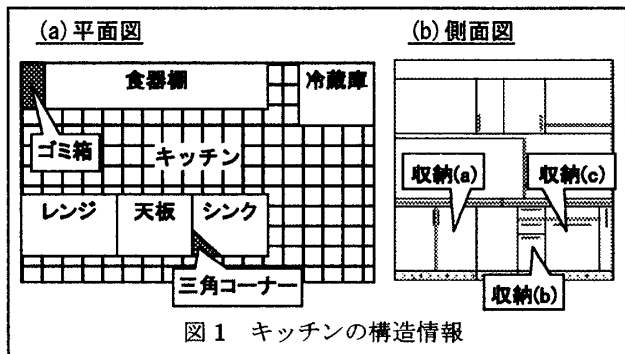 (a) 平面図
(b) 側面図
食器棚
冷蔵庫
ゴミ箱
キッチン
レンジ
天板
シンク
三角コーナー
収納(a)
収納(c)
収納(b)
図 1 キッチンの構造情報